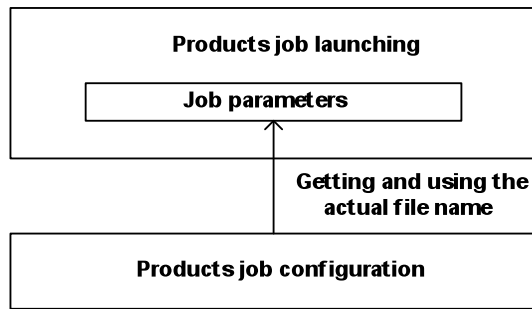 Products job launching
Job parameters
Getting and using the
actual file name
Products job configuration